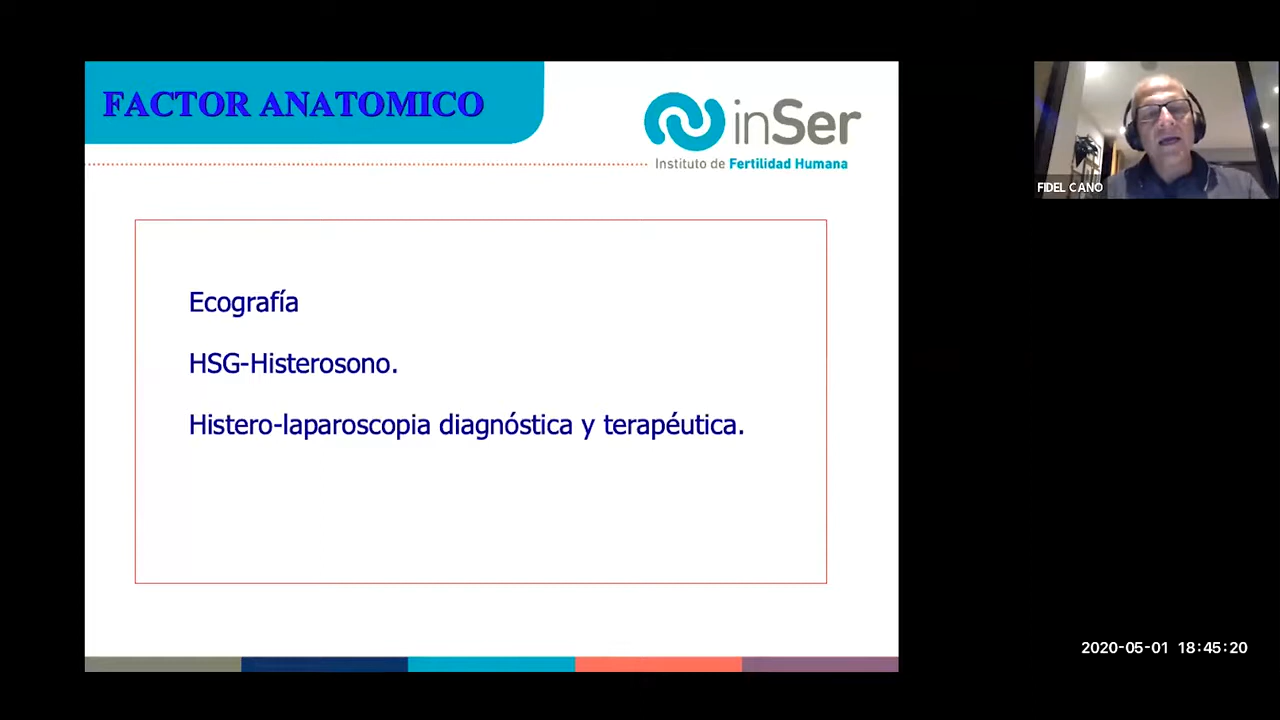 FACTOR ANATOMICO
inSer
Instituto de Fertilidad Humana
FIDEL CANO
Ecografía
HSG-Histerosono.
Histero-laparoscopia diagnóstica y terapéutica.
2020-05-01 18:45:20